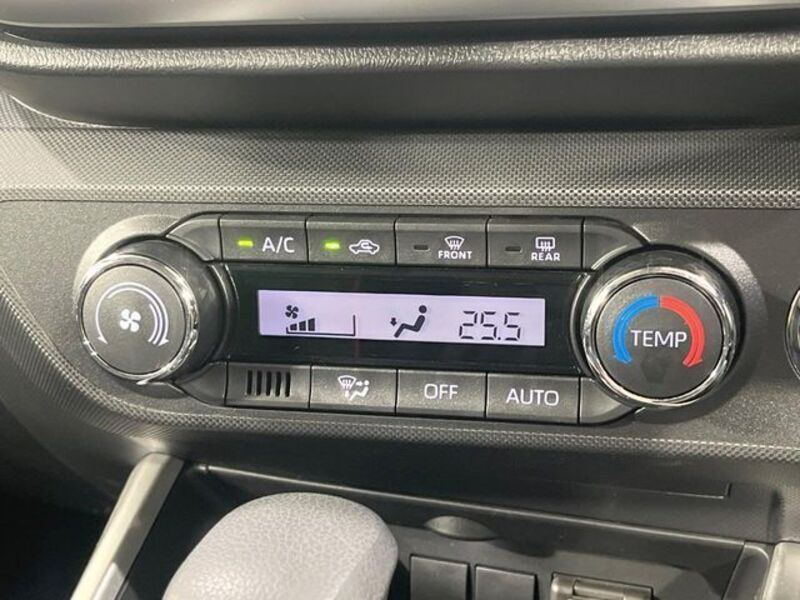 A/C
FRONT
REAR
25.5
TEMP
OFF
AUTO